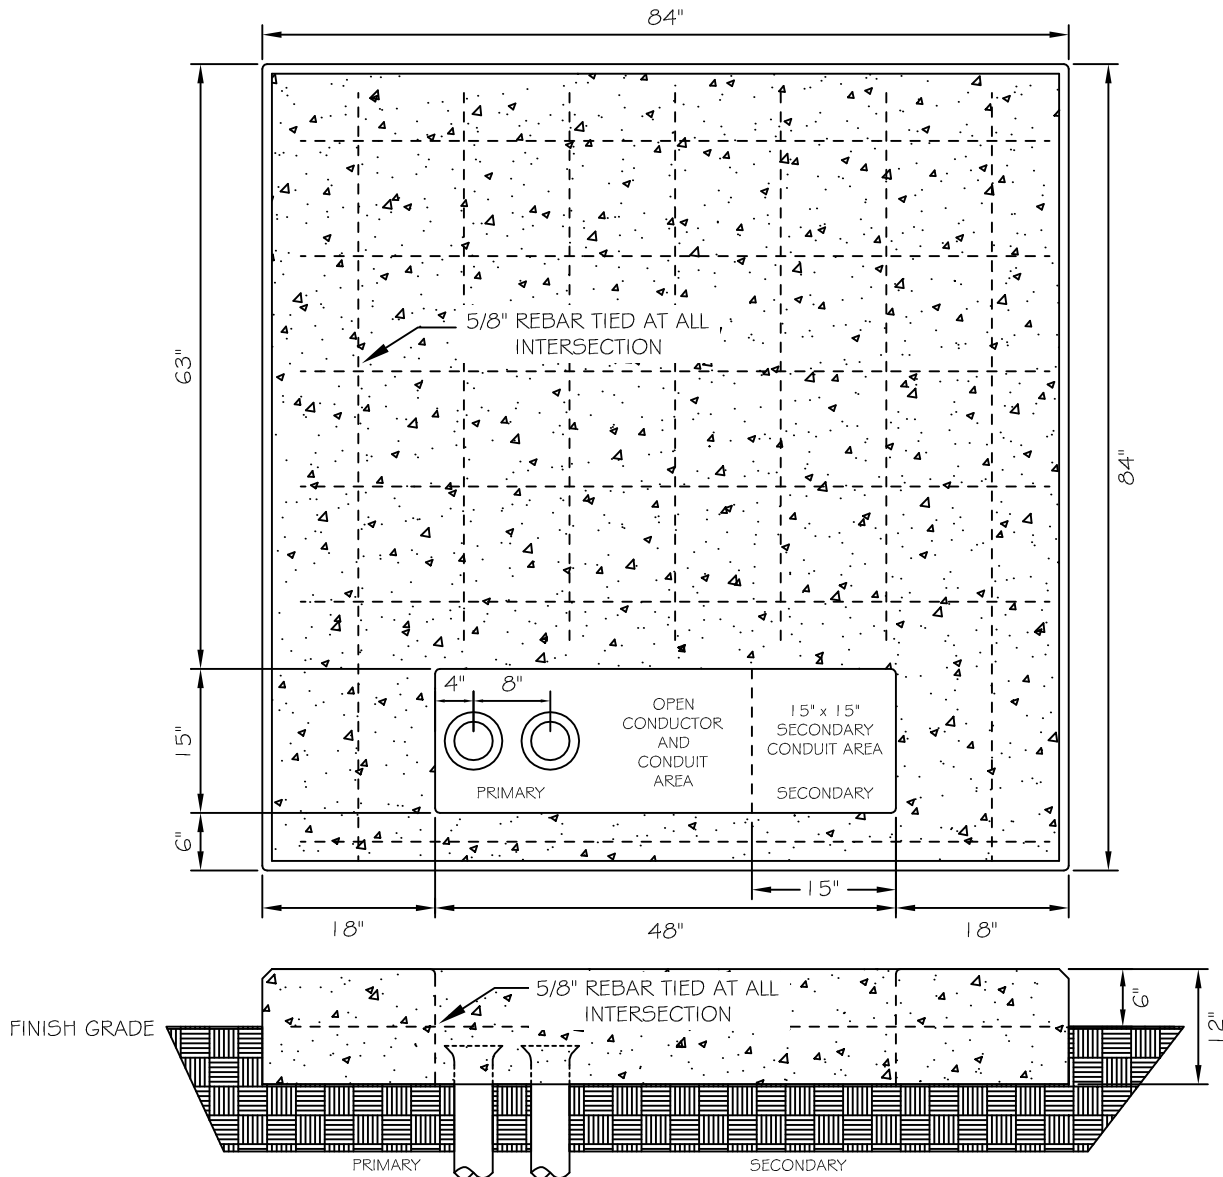 84"
63"
5/8" REBAR TIED AT ALL
INTERSECTION
84"
15"
4"
8"
OPEN
CONDUCTOR
AND
CONDUIT
AREA
15" x 15"
SECONDARY
CONDUIT AREA
PRIMARY
SECONDARY
6"
15"
18"
48"
18"
5/8" REBAR TIED AT ALL
INTERSECTION
6"
12"
FINISH GRADE
PRIMARY
SECONDARY